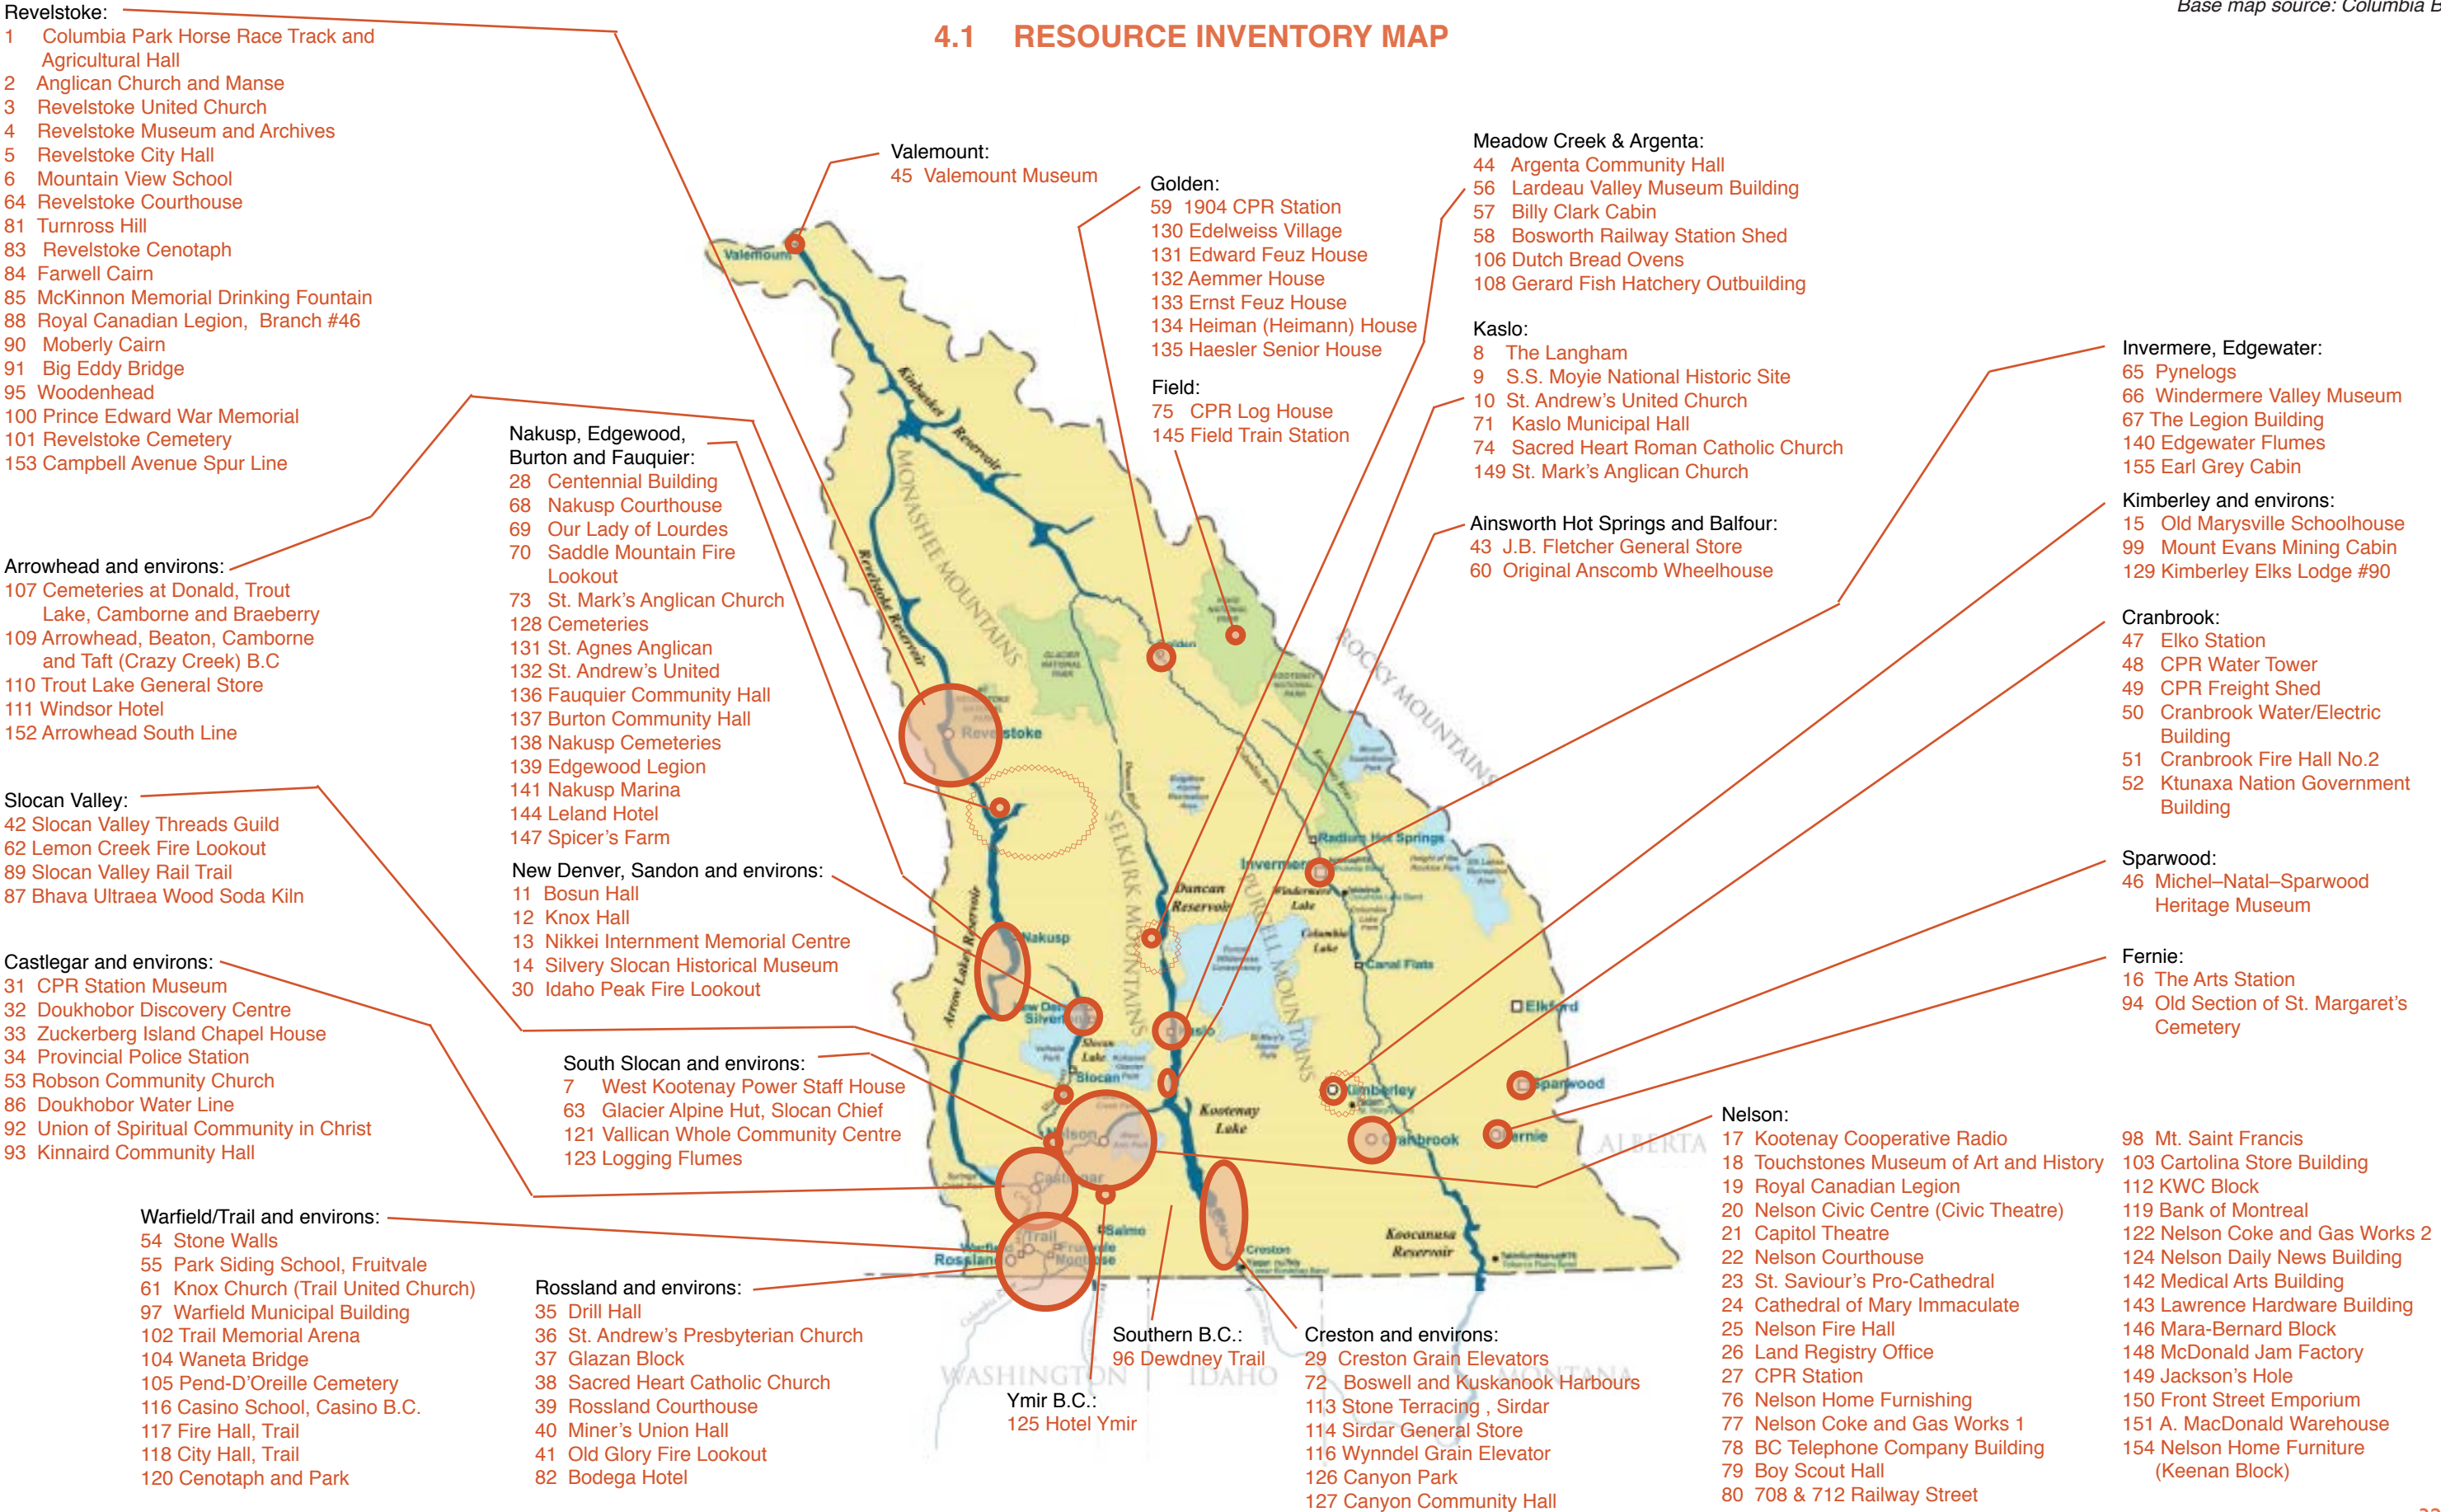 Base map source: Columbia B
4.1 RESOURCE INVENTORY MAP
Revelstoke:
1 Columbia Park Horse Race Track and
Agricultural Hall
2 Anglican Church and Manse
3 Revelstoke United Church
4 Revelstoke Museum and Archives
5 Revelstoke City Hall
6 Mountain View School
64 Revelstoke Courthouse
81 Turnross Hill
83 Revelstoke Cenotaph
84 Farwell Cairn
85 McKinnon Memorial Drinking Fountain
88 Royal Canadian Legion, Branch #46
90 Moberly Cairn
91 Big Eddy Bridge
95 Woodenhead
100 Prince Edward War Memorial
101 Revelstoke Cemetery
153 Campbell Avenue Spur Line
Arrowhead and environs:
107 Cemeteries at Donald, Trout
Lake, Camborne and Braeberry
109 Arrowhead, Beaton, Camborne
and Taft (Crazy Creek) B.C
110 Trout Lake General Store
111 Windsor Hotel
152 Arrowhead South Line
Slocan Valley:
42 Slocan Valley Threads Guild
62 Lemon Creek Fire Lookout
89 Slocan Valley Rail Trail
87 Bhava Ultraea Wood Soda Kiln
Castlegar and environs:
31 CPR Station Museum
32 Doukhobor Discovery Centre
33 Zuckerberg Island Chapel House
34 Provincial Police Station
53 Robson Community Church
86 Doukhobor Water Line
92 Union of Spiritual Community in Christ
93 Kinnaird Community Hall
Warfield/Trail and environs:
54 Stone Walls
55 Park Siding School, Fruitvale
61 Knox Church (Trail United Church)
97 Warfield Municipal Building
102 Trail Memorial Arena
104 Waneta Bridge
105 Pend-D'Oreille Cemetery
116 Casino School, Casino B.C.
117 Fire Hall, Trail
118 City Hall, Trail
120 Cenotaph and Park
Nakusp, Edgewood,
Burton and Fauquier:
28 Centennial Building
68 Nakusp Courthouse
69 Our Lady of Lourdes
70 Saddle Mountain Fire
Lookout
73 St. Mark's Anglican Church
128 Cemeteries
131 St. Agnes Anglican
132 St. Andrew's United
136 Fauquier Community Hall
137 Burton Community Hall
138 Nakusp Cemeteries
139 Edgewood Legion
141 Nakusp Marina
144 Leland Hotel
147 Spicer's Farm
New Denver, Sandon and environs:
11 Bosun Hall
12 Knox Hall
13 Nikkei Internment Memorial Centre
14 Silvery Slocan Historical Museum
30 Idaho Peak Fire Lookout
South Slocan and environs:
7 West Kootenay Power Staff House
63 Glacier Alpine Hut, Slocan Chief
121 Vallican Whole Community Centre
123 Logging Flumes
Rossland and environs:
35 Drill Hall
36 St. Andrew's Presbyterian Church
37 Glazan Block
38 Sacred Heart Catholic Church
39 Rossland Courthouse
40 Miner's Union Hall
41 Old Glory Fire Lookout
82 Bodega Hotel
Valemount:
45 Valemount Museum
Golden:
59 1904 CPR Station
130 Edelweiss Village
131 Edward Feuz House
132 Aemmer House
133 Ernst Feuz House
134 Heiman (Heimann) House
135 Haesler Senior House
Field:
75 CPR Log House
145 Field Train Station
Meadow Creek & Argenta:
44 Argenta Community Hall
56 Lardeau Valley Museum Building
57 Billy Clark Cabin
58 Bosworth Railway Station Shed
106 Dutch Bread Ovens
108 Gerard Fish Hatchery Outbuilding
Kaslo:
8 The Langham
9 S.S. Moyie National Historic Site
10 St. Andrew's United Church
71 Kaslo Municipal Hall
74 Sacred Heart Roman Catholic Church
149 St. Mark's Anglican Church
Ainsworth Hot Springs and Balfour:
43 J.B. Fletcher General Store
60 Original Anscomb Wheelhouse
Invermere, Edgewater:
65 Pynelogs
66 Windermere Valley Museum
67 The Legion Building
140 Edgewater Flumes
155 Earl Grey Cabin
Kimberley and environs:
15 Old Marysville Schoolhouse
99 Mount Evans Mining Cabin
129 Kimberley Elks Lodge #90
Cranbrook:
47 Elko Station
48 CPR Water Tower
49 CPR Freight Shed
50 Cranbrook Water/Electric
Building
51 Cranbrook Fire Hall No.2
52 Ktunaxa Nation Government
Building
Sparwood:
46 Michel–Natal–Sparwood
Heritage Museum
Fernie:
16 The Arts Station
94 Old Section of St. Margaret's
Cemetery
Nelson:
17 Kootenay Cooperative Radio
18 Touchstones Museum of Art and History
19 Royal Canadian Legion
20 Nelson Civic Centre (Civic Theatre)
21 Capitol Theatre
22 Nelson Courthouse
23 St. Saviour's Pro-Cathedral
24 Cathedral of Mary Immaculate
25 Nelson Fire Hall
26 Land Registry Office
27 CPR Station
76 Nelson Home Furnishing
77 Nelson Coke and Gas Works 1
78 BC Telephone Company Building
79 Boy Scout Hall
80 708 & 712 Railway Street
98 Mt. Saint Francis
103 Cartolina Store Building
112 KWC Block
119 Bank of Montreal
122 Nelson Coke and Gas Works 2
124 Nelson Daily News Building
142 Medical Arts Building
143 Lawrence Hardware Building
146 Mara-Bernard Block
148 McDonald Jam Factory
149 Jackson's Hole
150 Front Street Emporium
151 A. MacDonald Warehouse
154 Nelson Home Furniture
(Keenan Block)
Southern B.C.:
96 Dewdney Trail
Ymir B.C.:
125 Hotel Ymir
Creston and environs:
29 Creston Grain Elevators
72 Boswell and Kuskanook Harbours
113 Stone Terracing , Sirdar
114 Sirdar General Store
116 Wynndel Grain Elevator
126 Canyon Park
127 Canyon Community Hall
Valemount
Kinbasket
Reservoir
MONASHEE MOUNTAINS
Revelstoke Reservoir
GLACIER
NATIONAL
PARK
Golden
KOOTENAY
NATIONAL
PARK
ROCKY MOUNTAINS
Revelstoke
Columbia River
SELKIRK MOUNTAINS
Radium Hot Springs
Invermere
Windermere
Lake
Duncan
Reservoir
PURCELL MOUNTAINS
Columbia
Lake
Canal Flats
Nakusp
Arrow Lakes Reservoir
New Den
Silverton
Slocan
Lake
Slocan
Kaslo
Elkford
Kimberley
Sparwood
Kootenay
Lake
Nelson
Cranbrook
Fernie
ALBERTA
Castlegar
Salmo
Trail
Warfield
Rossland
Fruitvale
Montrose
Creston
Koocanusa
Reservoir
WASHINGTON
IDAHO
MONTANA